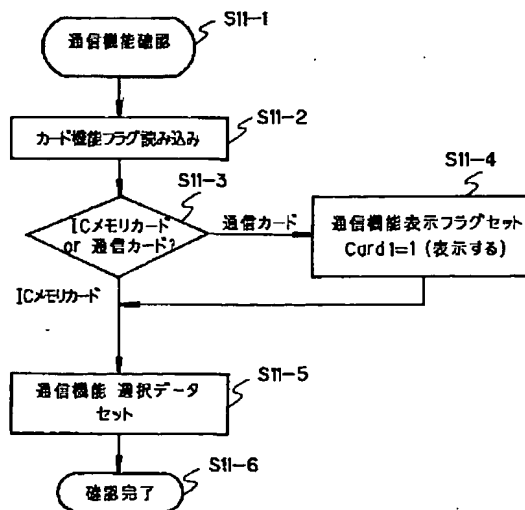 S11-1
通信機能確認
S11-2
カード機能フラグ読み込み
S11-3
ICメモリカード
or 通信カード?
通信カード
S11-4
通信機能表示フラグセット
Card1=1 (表示する)
ICメモリカード
S11-5
通信機能 選択データ
セット
S11-6
確認完了